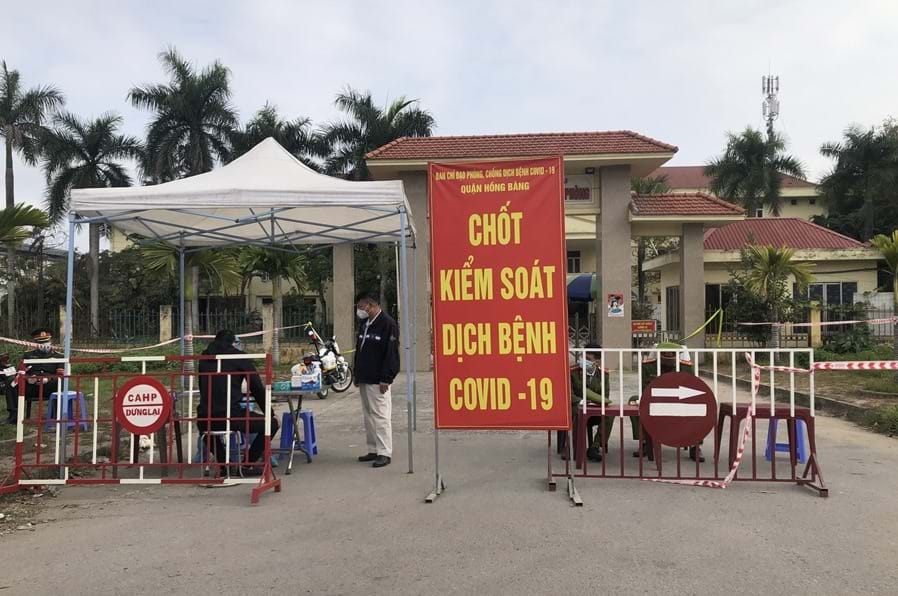 BAN CHỈ ĐẠO PHÒNG, CHỐNG DỊCH BỆNH COVID -19
QUẬN HỒNG BÀNG
CHỐT
KIỂM SOÁT
DỊCH BỆNH
COVID -19
CAHP
DỪNG LẠI